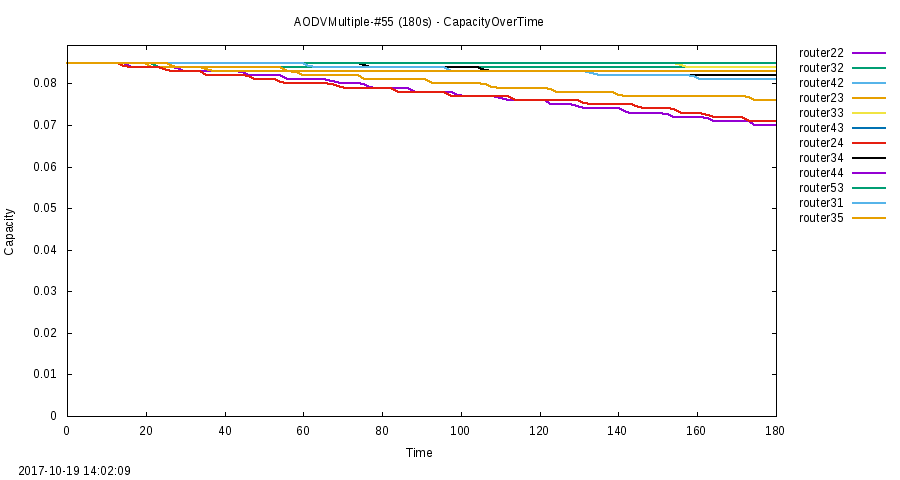 AODVMultiple-#55 (180s) - CapacityOverTime
router22
router32
router42
router23
router33
router43
router24
router34
router44
router53
router31
router35
0.08
0.07
0.06
0.05
0.04
0.03
0.02
0.01
0
Capacity
0 20 40 60 80 100 120 140 160 180
Time
2017-10-19 14:02:09